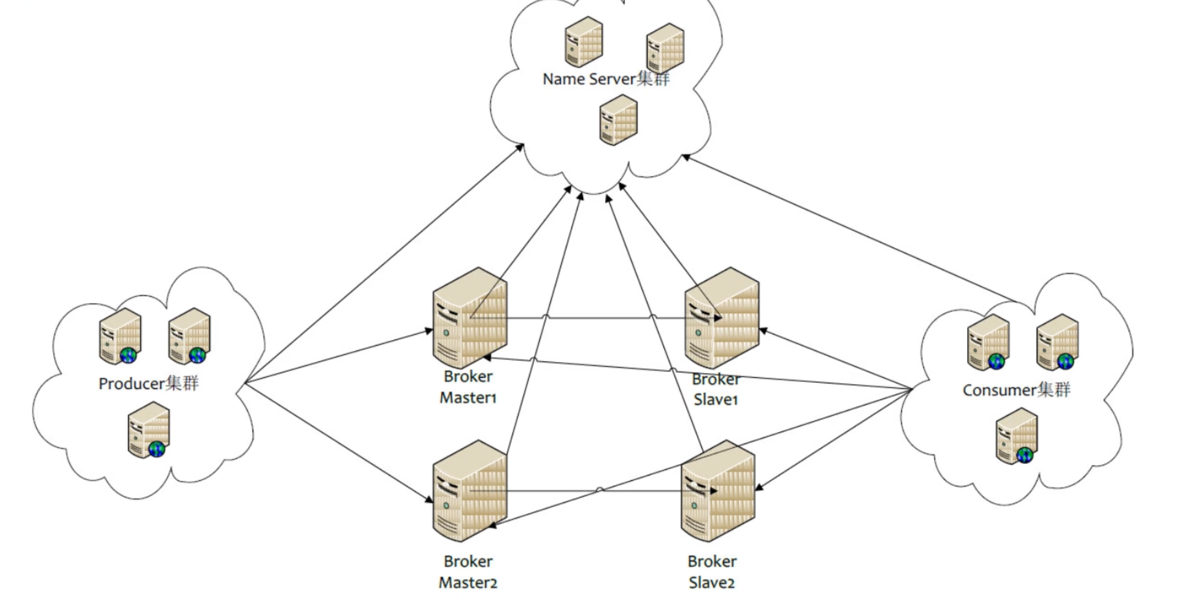 Name Server集群
Producer集群
Broker
Master1
Broker
Slave1
Consumer集群
Broker
Master2
Broker
Slave2